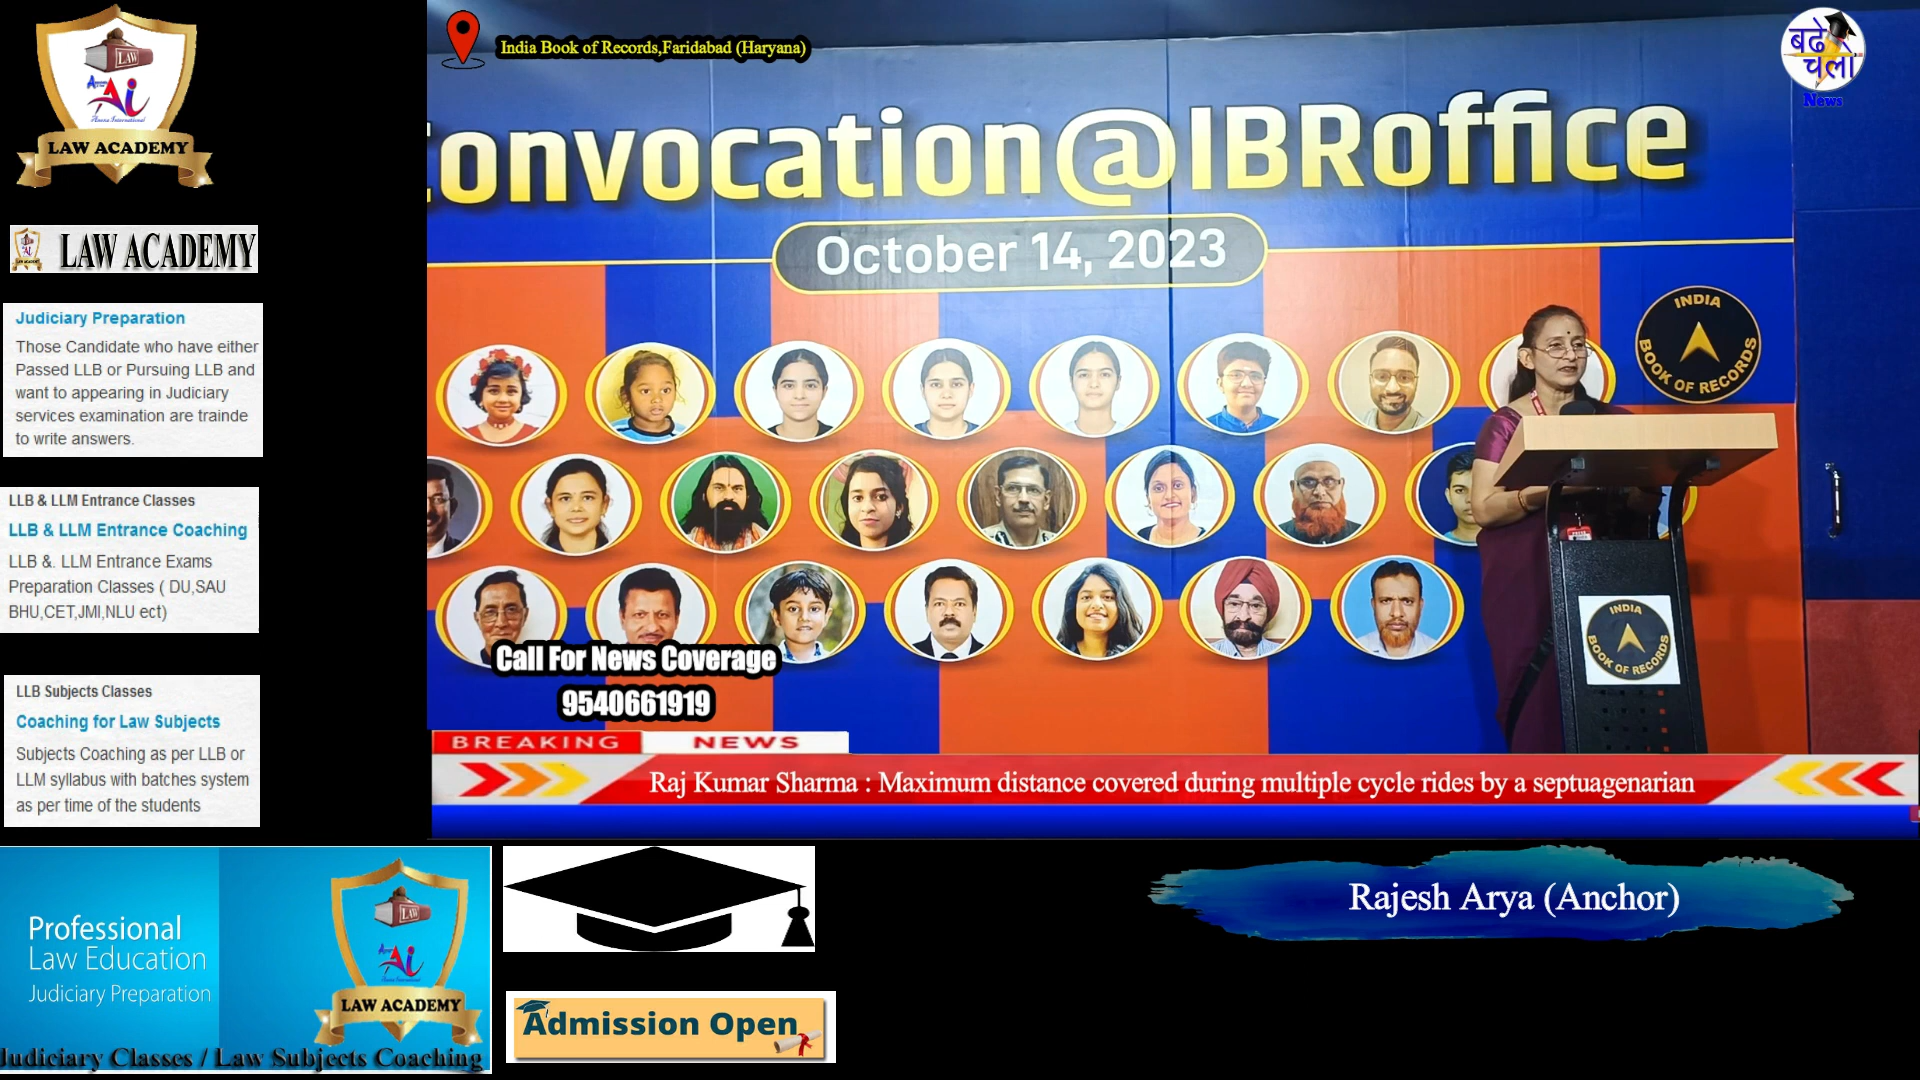 LAW
Ai
Amena International
LAW ACADEMY
LAW ACADEMY
Judiciary Preparation
Those Candidate who have either
Passed LLB or Pursuing LLB and
want to appearing in Judiciary
services examination are trainde
to write answers.
LLB & LLM Entrance Classes
LLB & LLM Entrance Coaching
LLB &. LLM Entrance Exams
Preparation Classes ( DU,SAU
BHU,CET,JMI,NLU ect)
LLB Subjects Classes
Coaching for Law Subjects
Subjects Coaching as per LLB or
LLM syllabus with batches system
as per time of the students
India Book of Records,Faridabad (Haryana)
बढे
चलो
News
Convocation@IBRoffice
October 14, 2023
INDIA
BOOK OF RECORDS
INDIA
BOOK OF RECORDS
Call For News Coverage
9540661919
BREAKING NEWS
Raj Kumar Sharma : Maximum distance covered during multiple cycle rides by a septuagenarian
Professional
Law Education
Judiciary Preparation
LAW
Ai
LAW ACADEMY
Judiciary Classes / Law Subjects Coaching
Admission Open
Rajesh Arya (Anchor)